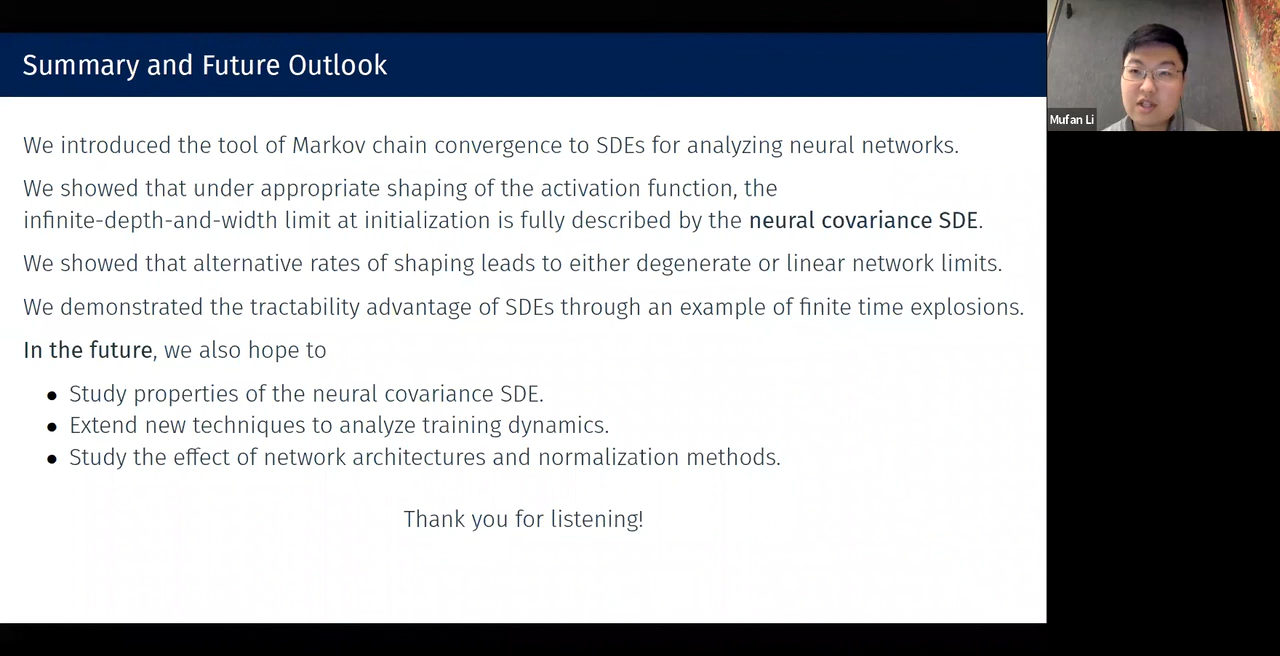 Summary and Future Outlook
Mufan Li
We introduced the tool of Markov chain convergence to SDEs for analyzing neural networks.
We showed that under appropriate shaping of the activation function, the
infinite-depth-and-width limit at initialization is fully described by the neural covariance SDE.
We showed that alternative rates of shaping leads to either degenerate or linear network limits.
We demonstrated the tractability advantage of SDEs through an example of finite time explosions.
In the future, we also hope to
• Study properties of the neural covariance SDE.
• Extend new techniques to analyze training dynamics.
• Study the effect of network architectures and normalization methods.
Thank you for listening!